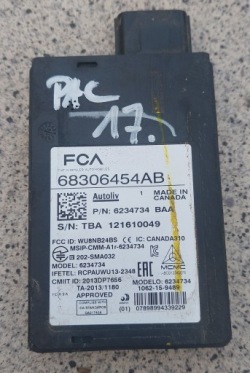 PAC
17.
FCA
68306454AB
Autoliv
MADE IN
CANADA
P/N: 6234734 BAA
S/N: TBA 121610049
FCC ID: WU8NB24BS
IC: CANADA310
MSIP-CMM-A1r-6234734
202-SMA032
MODEL: 6234734
IFETEL: RCPAUWU13-2348
CMIIT ID: 2013DP7656
MODELO: 6234734
TA-2013/1180
1062-15-9489
APPROVED
(01) 07898994339229